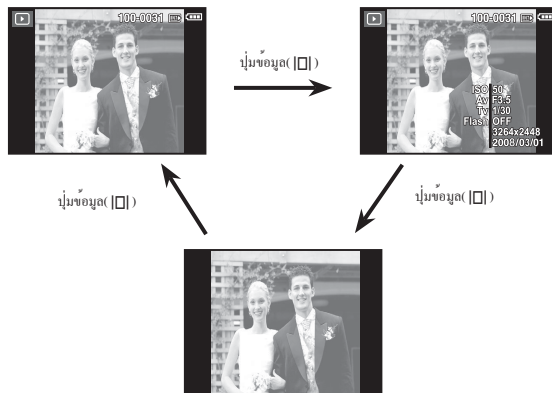 100-0031
100-0031
ปุ่มข้อมูล( |□| )
ISO 50
Av F3.5
Tv 1/30
Flash OFF
3264x2448
2008/03/01
ปุ่มข้อมูล( |□| )
ปุ่มข้อมูล( |□| )